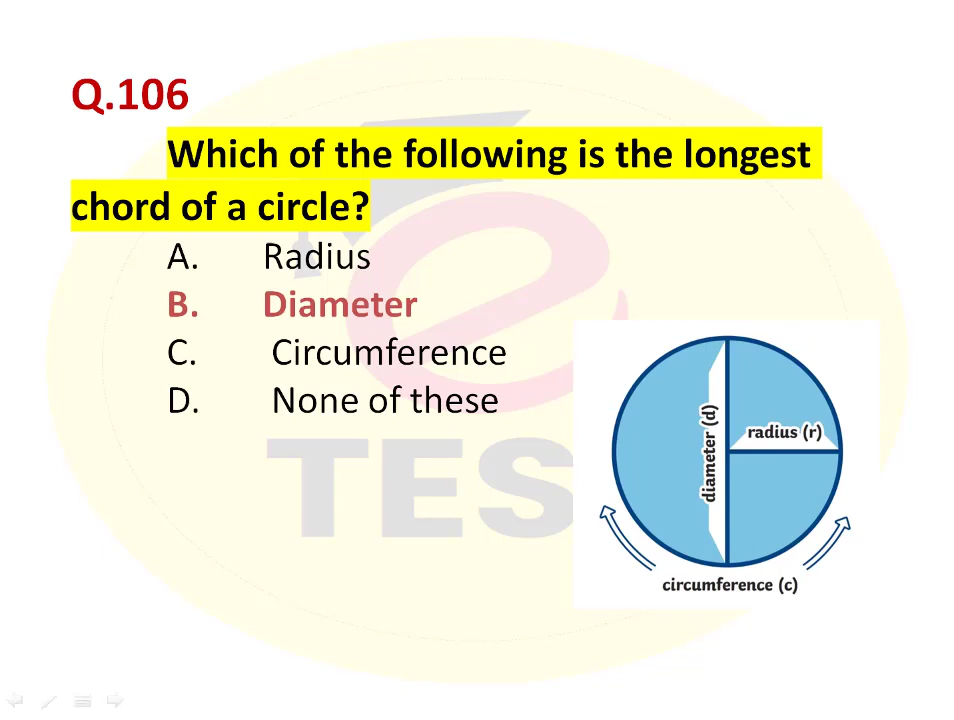 Q.106
Which of the following is the longest
chord of a circle?
A. Radius
B. Diameter
C. Circumference
D. None of these
e
TES
diameter (d)
radius (r)
circumference (c)